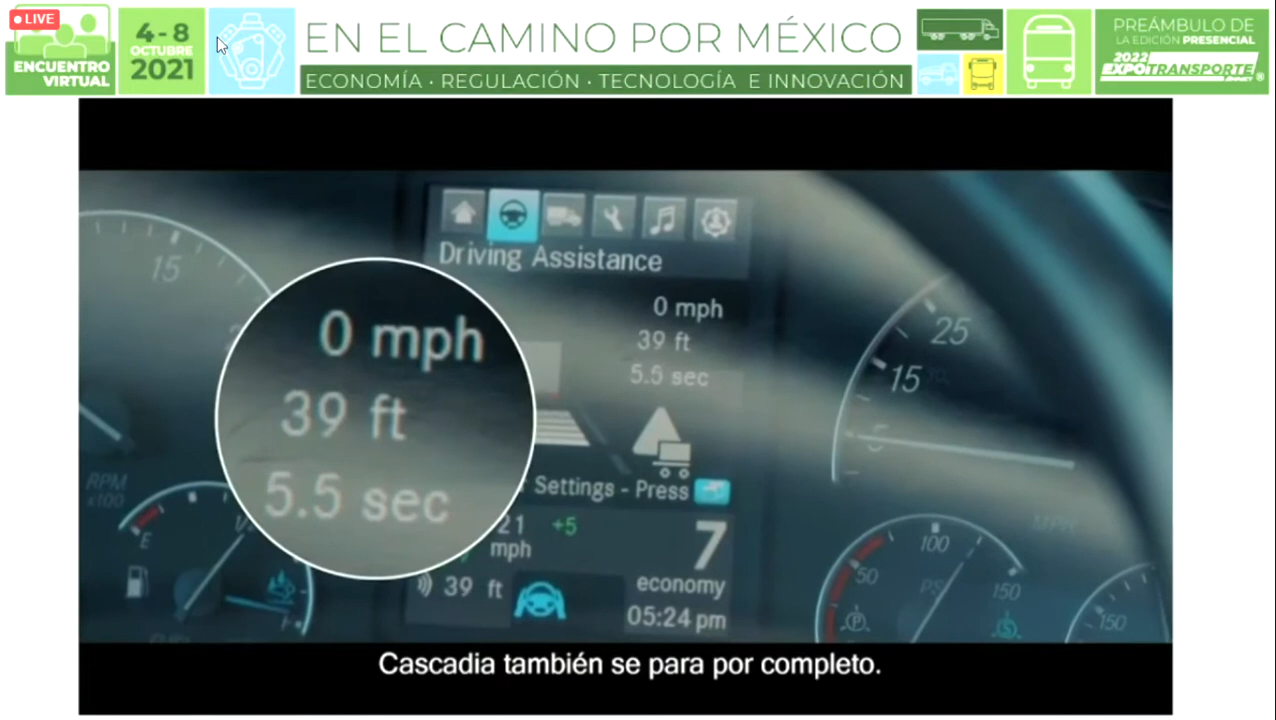 LIVE
ENCUENTRO
VIRTUAL
4 - 8
OCTUBRE
2021
EN EL CAMINO POR MÉXICO
ECONOMÍA · REGULACIÓN · TECNOLOGÍA E INNOVACIÓN
PREÁMBULO DE
LA EDICIÓN PRESENCIAL
2022
EXPOTRANSPORTE
®
Driving Assistance
0 mph
39 ft
5.5 sec
0 mph
39 ft
5.5 sec
Settings - Press
21 +5
mph
7
39 ft
economy
05:24 pm
15
RPM
x100
E
25
15
5
MPH
100
50
PS
150
P
S
150
Cascadia también se para por completo.